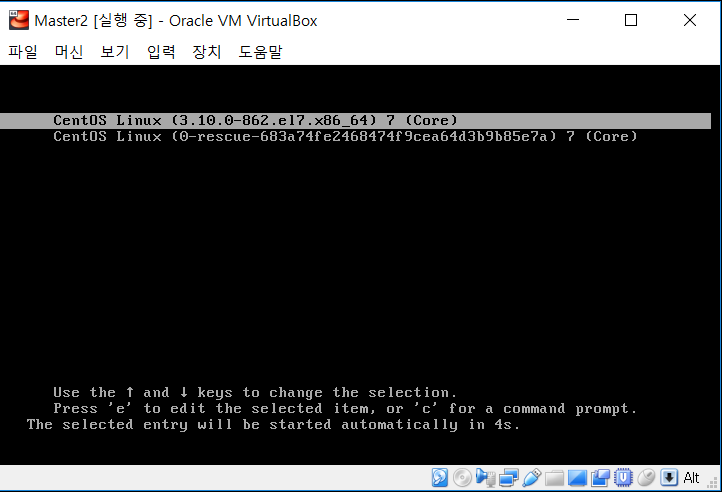 Master2 [실행 중] - Oracle VM VirtualBox
파일 머신 보기 입력 장치 도움말
CentOS Linux (3.10.0-862.el7.x86_64) 7 (Core)
CentOS Linux (0-rescue-683a74fe2468474f9cea64d3b9b85e7a) 7 (Core)
Use the ↑ and ↓ keys to change the selection.
Press 'e' to edit the selected item, or 'c' for a command prompt.
The selected entry will be started automatically in 4s.
Alt